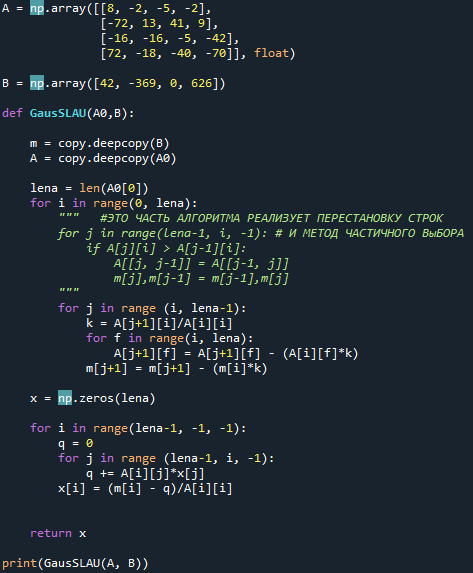 A = np.array([[8, -2, -5, -2],
[-72, 13, 41, 9],
[-16, -16, -5, -42],
[72, -18, -40, -70]], float)
B = np.array([42, -369, 0, 626])
def GausSLAU(A0,B):
m = copy.deepcopy(B)
A = copy.deepcopy(A0)
lena = len(A0[0])
for i in range(0, lena):
""" #ЭТО ЧАСТЬ АЛГОРИТМА РЕАЛИЗУЕТ ПЕРЕСТАНОВКУ СТРОК
for j in range(lena-1, i, -1): # И МЕТОД ЧАСТИЧНОГО ВЫБОРА
if A[j][i] > A[j-1][i]:
A[[j, j-1]] = A[[j-1, j]]
m[j],m[j-1] = m[j-1],m[j]
"""
for j in range (i, lena-1):
k = A[j+1][i]/A[i][i]
for f in range(i, lena):
A[j+1][f] = A[j+1][f] - (A[i][f]*k)
m[j+1] = m[j+1] - (m[i]*k)
x = np.zeros(lena)
for i in range(lena-1, -1, -1):
q = 0
for j in range (lena-1, i, -1):
q += A[i][j]*x[j]
x[i] = (m[i] - q)/A[i][i]
return x
print(GausSLAU(A, B))